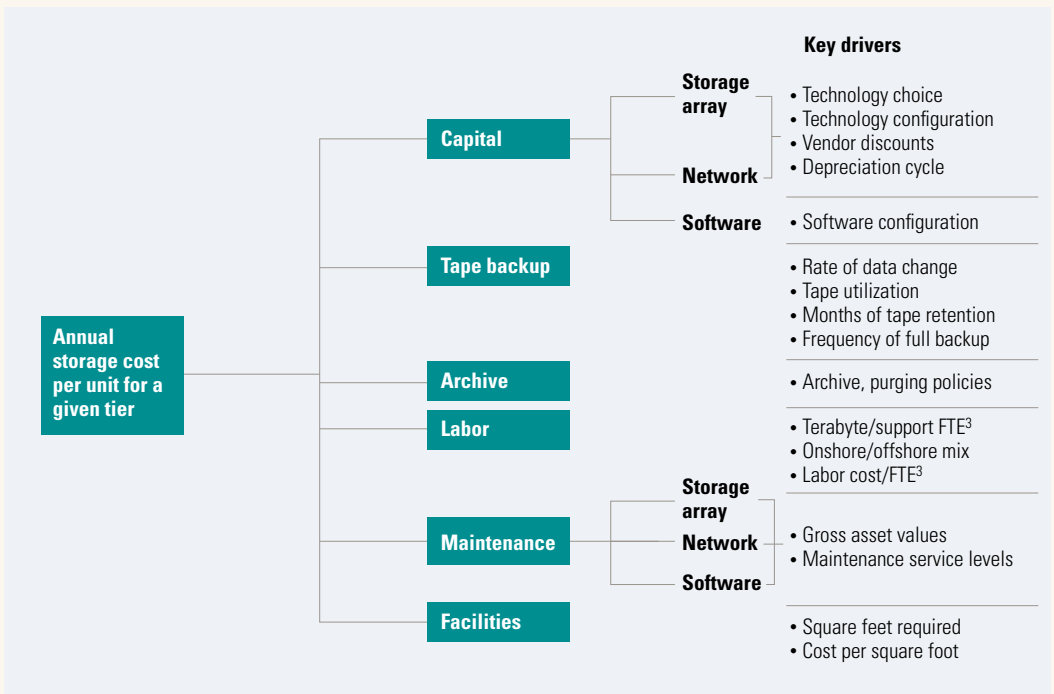 Key drivers
Annual
storage cost
per unit for a
given tier
Capital
Storage
array
Network
• Technology choice
• Technology configuration
• Vendor discounts
• Depreciation cycle
Software
• Software configuration
Tape backup
• Rate of data change
• Tape utilization
• Months of tape retention
• Frequency of full backup
Archive
• Archive, purging policies
Labor
• Terabyte/support FTE³
• Onshore/offshore mix
• Labor cost/FTE³
Maintenance
Storage
array
Network
Software
• Gross asset values
• Maintenance service levels
Facilities
• Square feet required
• Cost per square foot